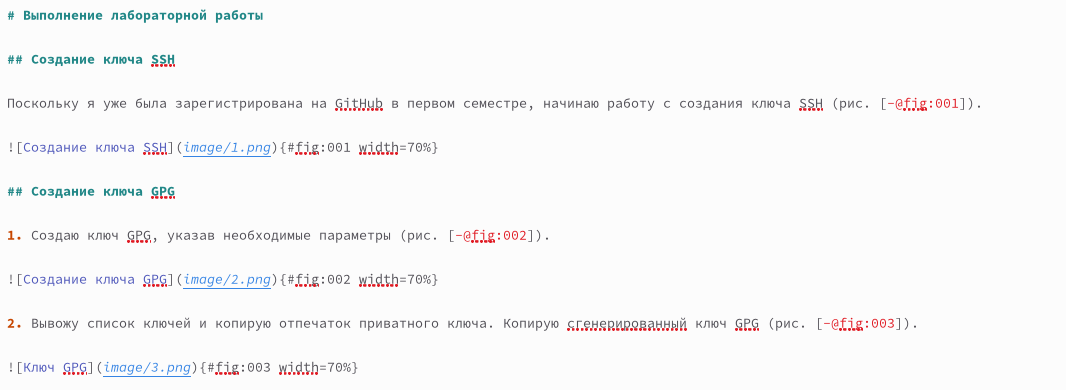 # Выполнение лабораторной работы
## Создание ключа SSH
Поскольку я уже была зарегистрирована на GitHub в первом семестре, начинаю работу с создания ключа SSH (рис. [-@fig:001]).
![Создание ключа SSH](image/1.png){#fig:001 width=70%}
## Создание ключа GPG
1. Создаю ключ GPG, указав необходимые параметры (рис. [-@fig:002]).
![Создание ключа GPG](image/2.png){#fig:002 width=70%}
2. Вывожу список ключей и копирую отпечаток приватного ключа. Копирую сгенерированный ключ GPG (рис. [-@fig:003]).
![Ключ GPG](image/3.png){#fig:003 width=70%}